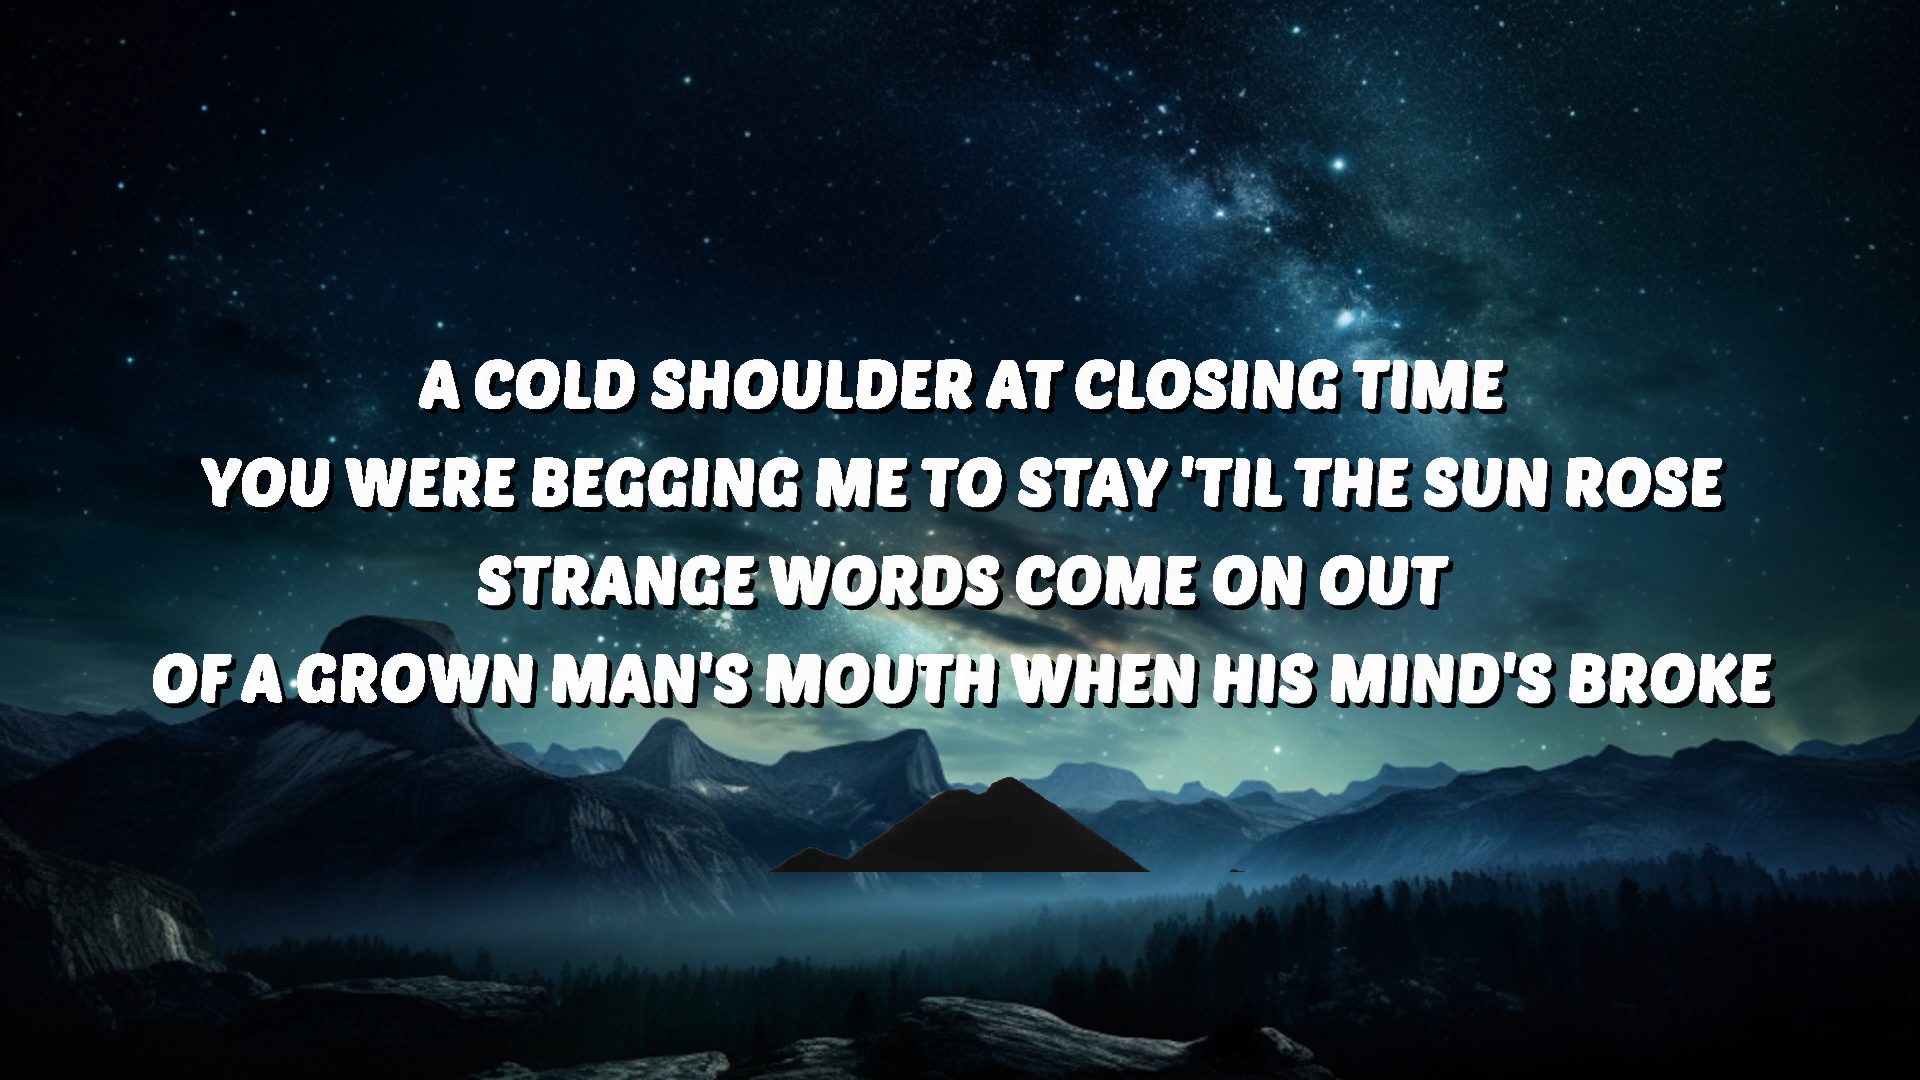 A COLD SHOULDER AT CLOSING TIME
YOU WERE BEGGING ME TO STAY 'TIL THE SUN ROSE
STRANGE WORDS COME ON OUT
OF A GROWN MAN'S MOUTH WHEN HIS MIND'S BROKE